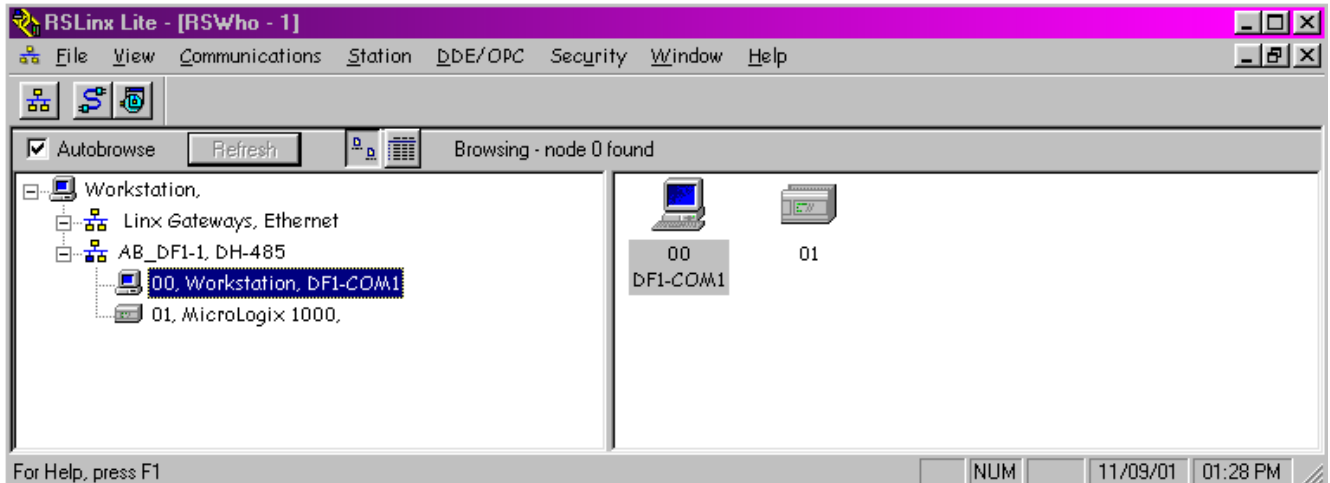 RSLinx Lite - [RSWho - 1]
File View Communications Station DDE/OPC Security Window Help
Autobrowse Refresh Browsing - node 0 found
Workstation,
Linx Gateways, Ethernet
AB_DF1-1, DH-485
00, Workstation, DF1-COM1
01, MicroLogix 1000,
00
DF1-COM1
01
For Help, press F1 NUM 11/09/01 01:28 PM